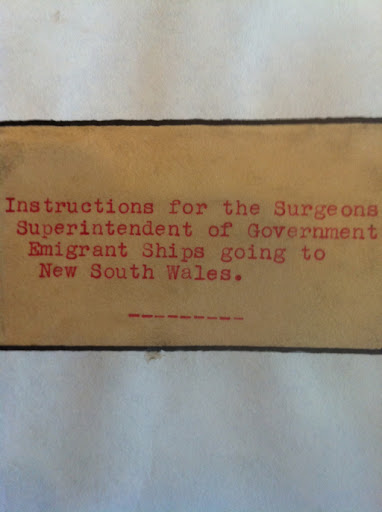 Instructions for the Surgeons
Superintendent of Government
Emigrant Ships going to
New South Wales.
---------